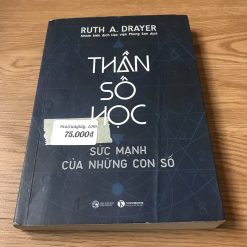 RUTH A. DRAYER
THẦN
SỐ
HỌC
75.000đ
SỨC MẠNH
CỦA NHỮNG CON SỐ